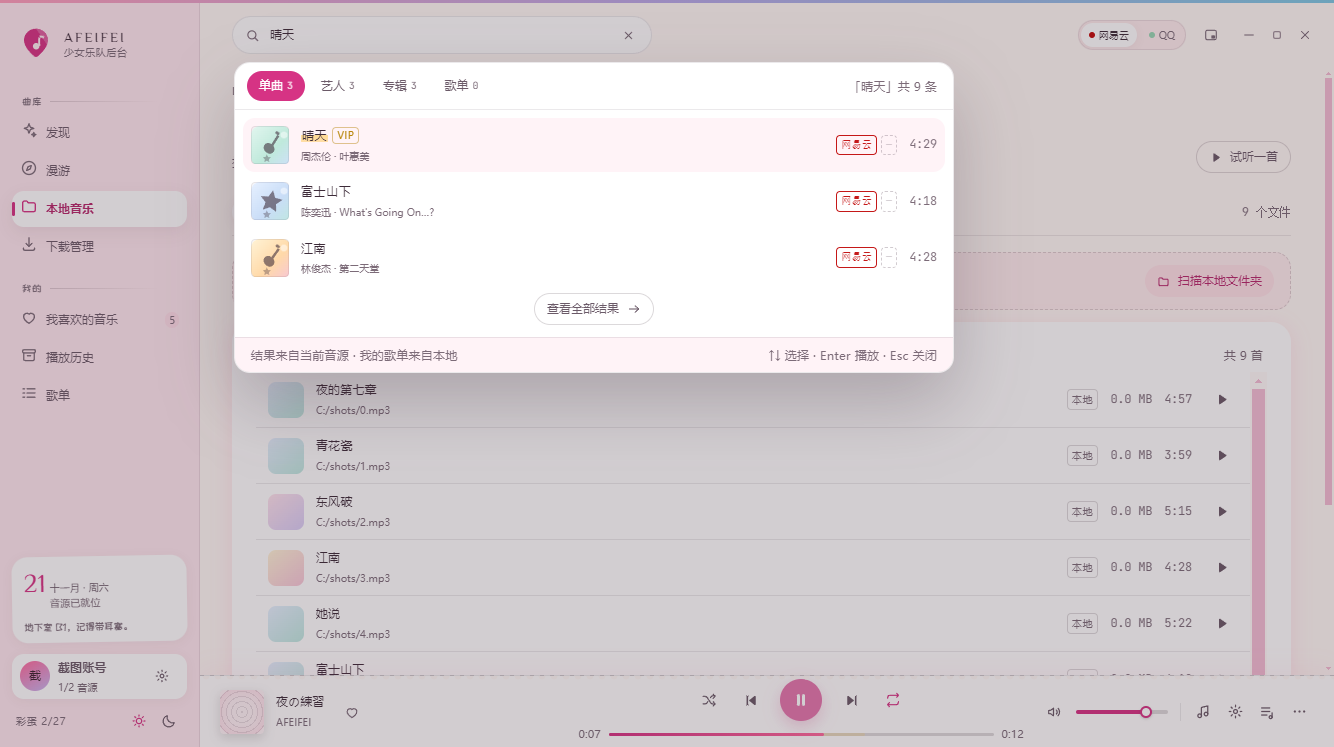 AFEIFEI
少女乐队后台
曲库
发现
漫游
本地音乐
下载管理
我的
我喜欢的音乐 5
播放历史
歌单
21 十一月 · 周六
音源已就位
地下室 B1，记得带耳塞。
截 截图账号
1/2 音源
彩蛋 2/27
晴天
网易云 QQ
单曲 3 艺人 3 专辑 3 歌单 0 「晴天」共 9 条
晴天 VIP
周杰伦 · 叶惠美
网易云 — 4:29
富士山下
陈奕迅 · What's Going On...?
网易云 — 4:18
江南
林俊杰 · 第二天堂
网易云 — 4:28
查看全部结果
结果来自当前音源 · 我的歌单来自本地 ↑↓ 选择 · Enter 播放 · Esc 关闭
试听一首
9 个文件
扫描本地文件夹
共 9 首
夜的第七章
C:/shots/0.mp3
本地 0.0 MB 4:57
青花瓷
C:/shots/1.mp3
本地 0.0 MB 3:59
东风破
C:/shots/2.mp3
本地 0.0 MB 5:15
江南
C:/shots/3.mp3
本地 0.0 MB 4:28
她说
C:/shots/4.mp3
本地 0.0 MB 5:22
富士山下
夜の練習
AFEIFEI
0:07 0:12